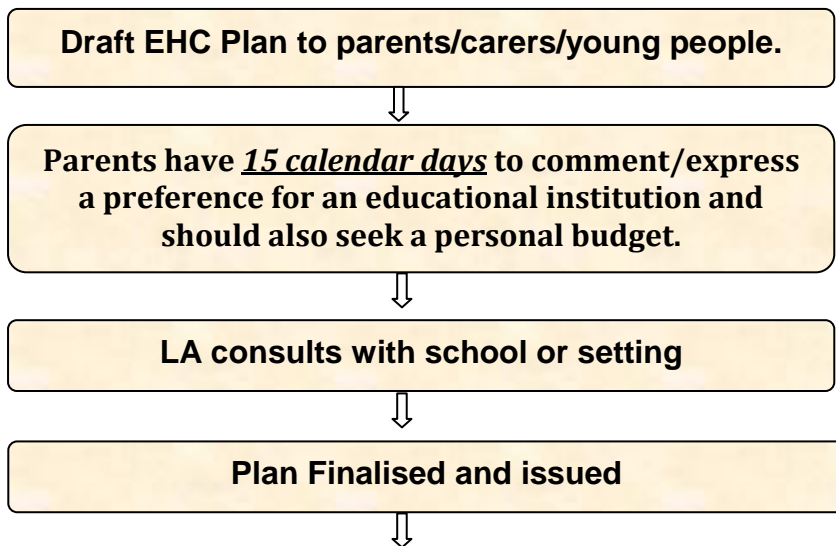 Draft EHC Plan to parents/carers/young people.
Parents have 15 calendar days to comment/express
a preference for an educational institution and
should also seek a personal budget.
LA consults with school or setting
Plan Finalised and issued